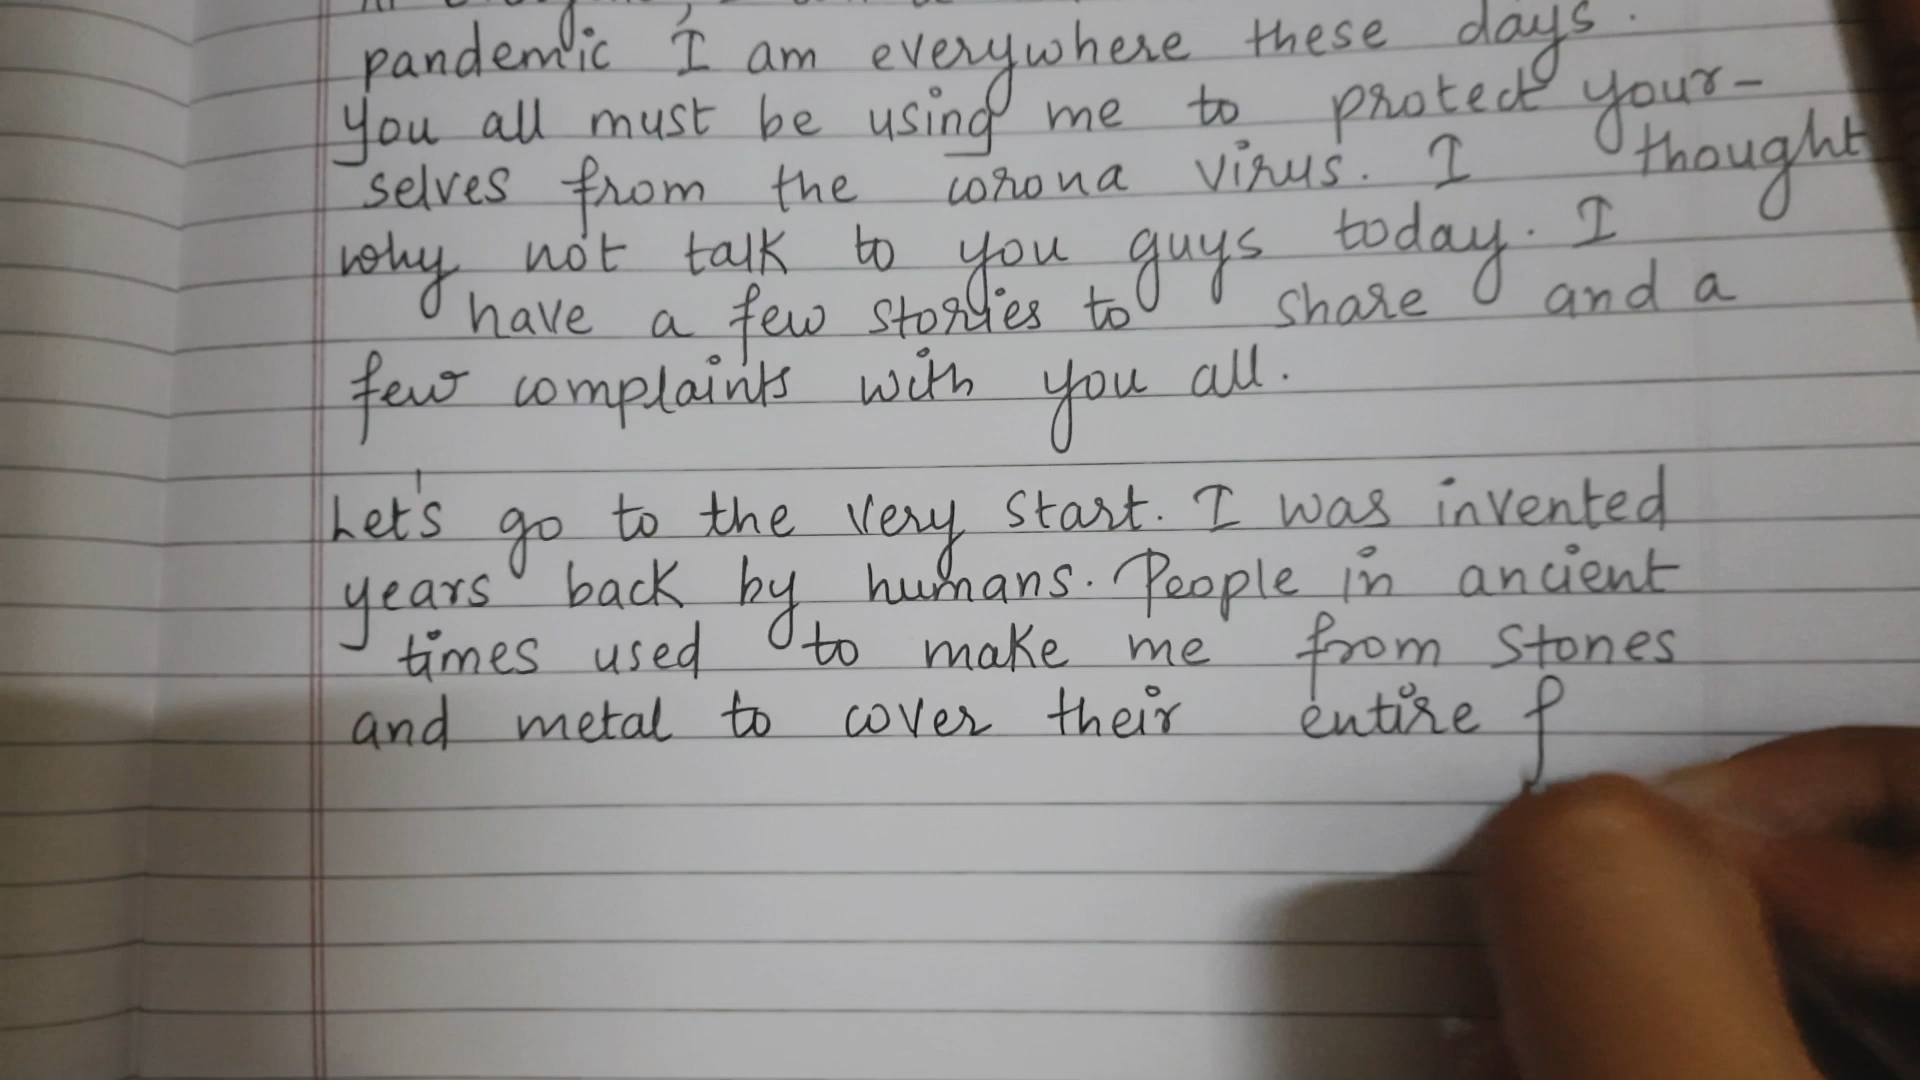 pandemic I am everywhere these days.
You all must be using me to protect your-
selves from the corona virus. I thought
why not talk to you guys today. I
have a few stories to share and a
few complaints with you all.
Let's go to the very start. I was invented
years back by humans. People in ancient
times used to make me from stones
and metal to cover their entire f